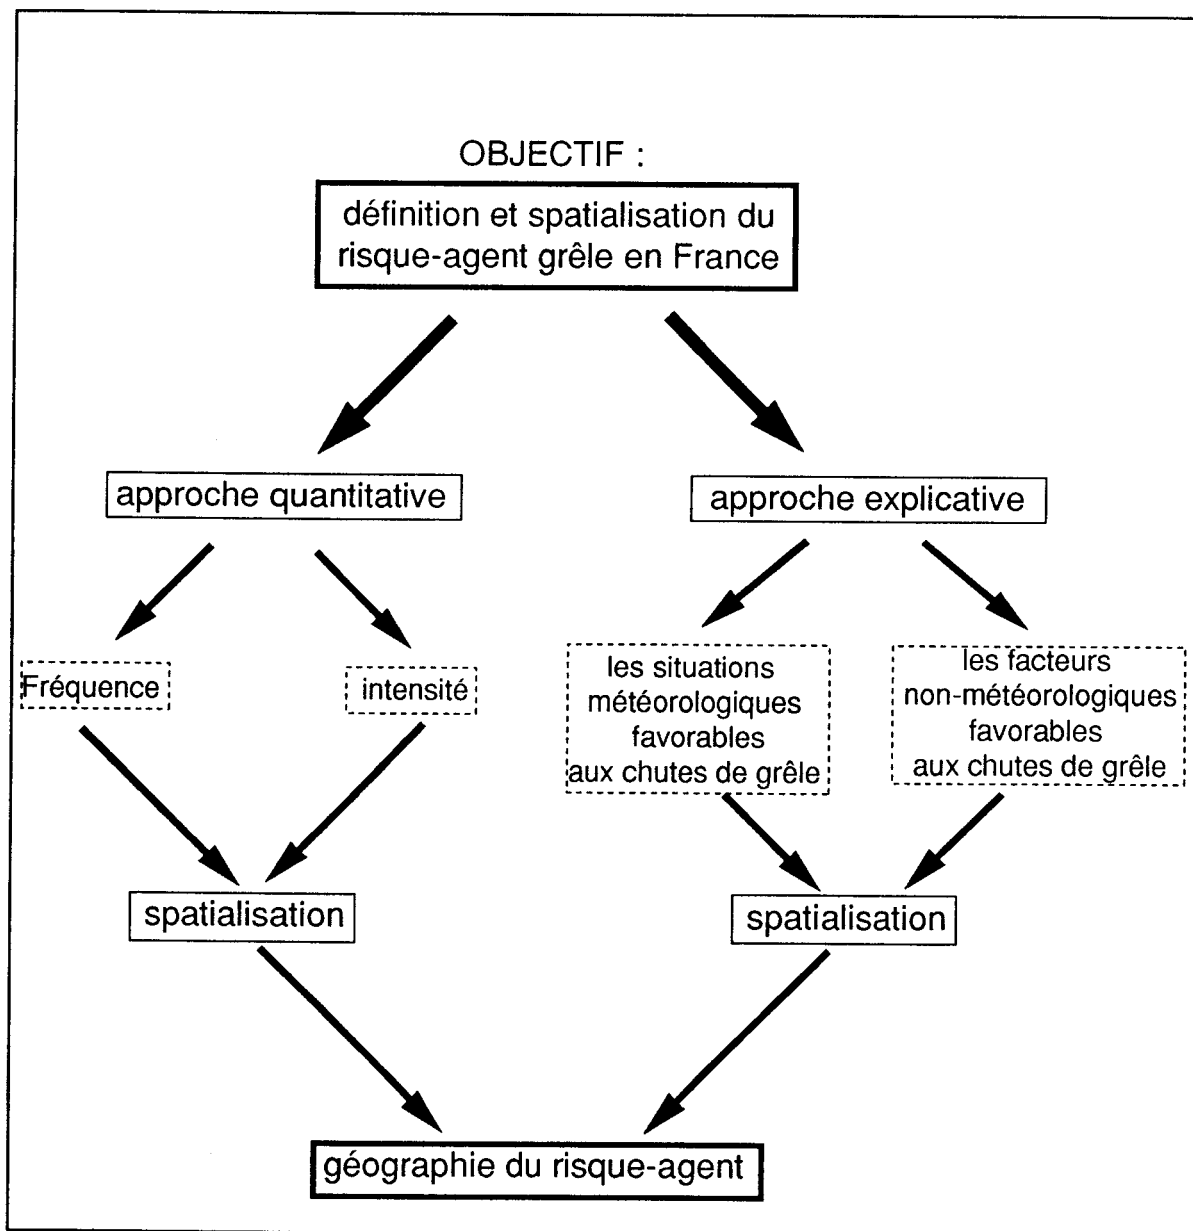 OBJECTIF :
définition et spatialisation du
risque-agent grêle en France
approche quantitative
approche explicative
Fréquence
intensité
les situations
météorologiques
favorables
aux chutes de grêle
les facteurs
non-météorologiques
favorables
aux chutes de grêle
spatialisation
spatialisation
géographie du risque-agent